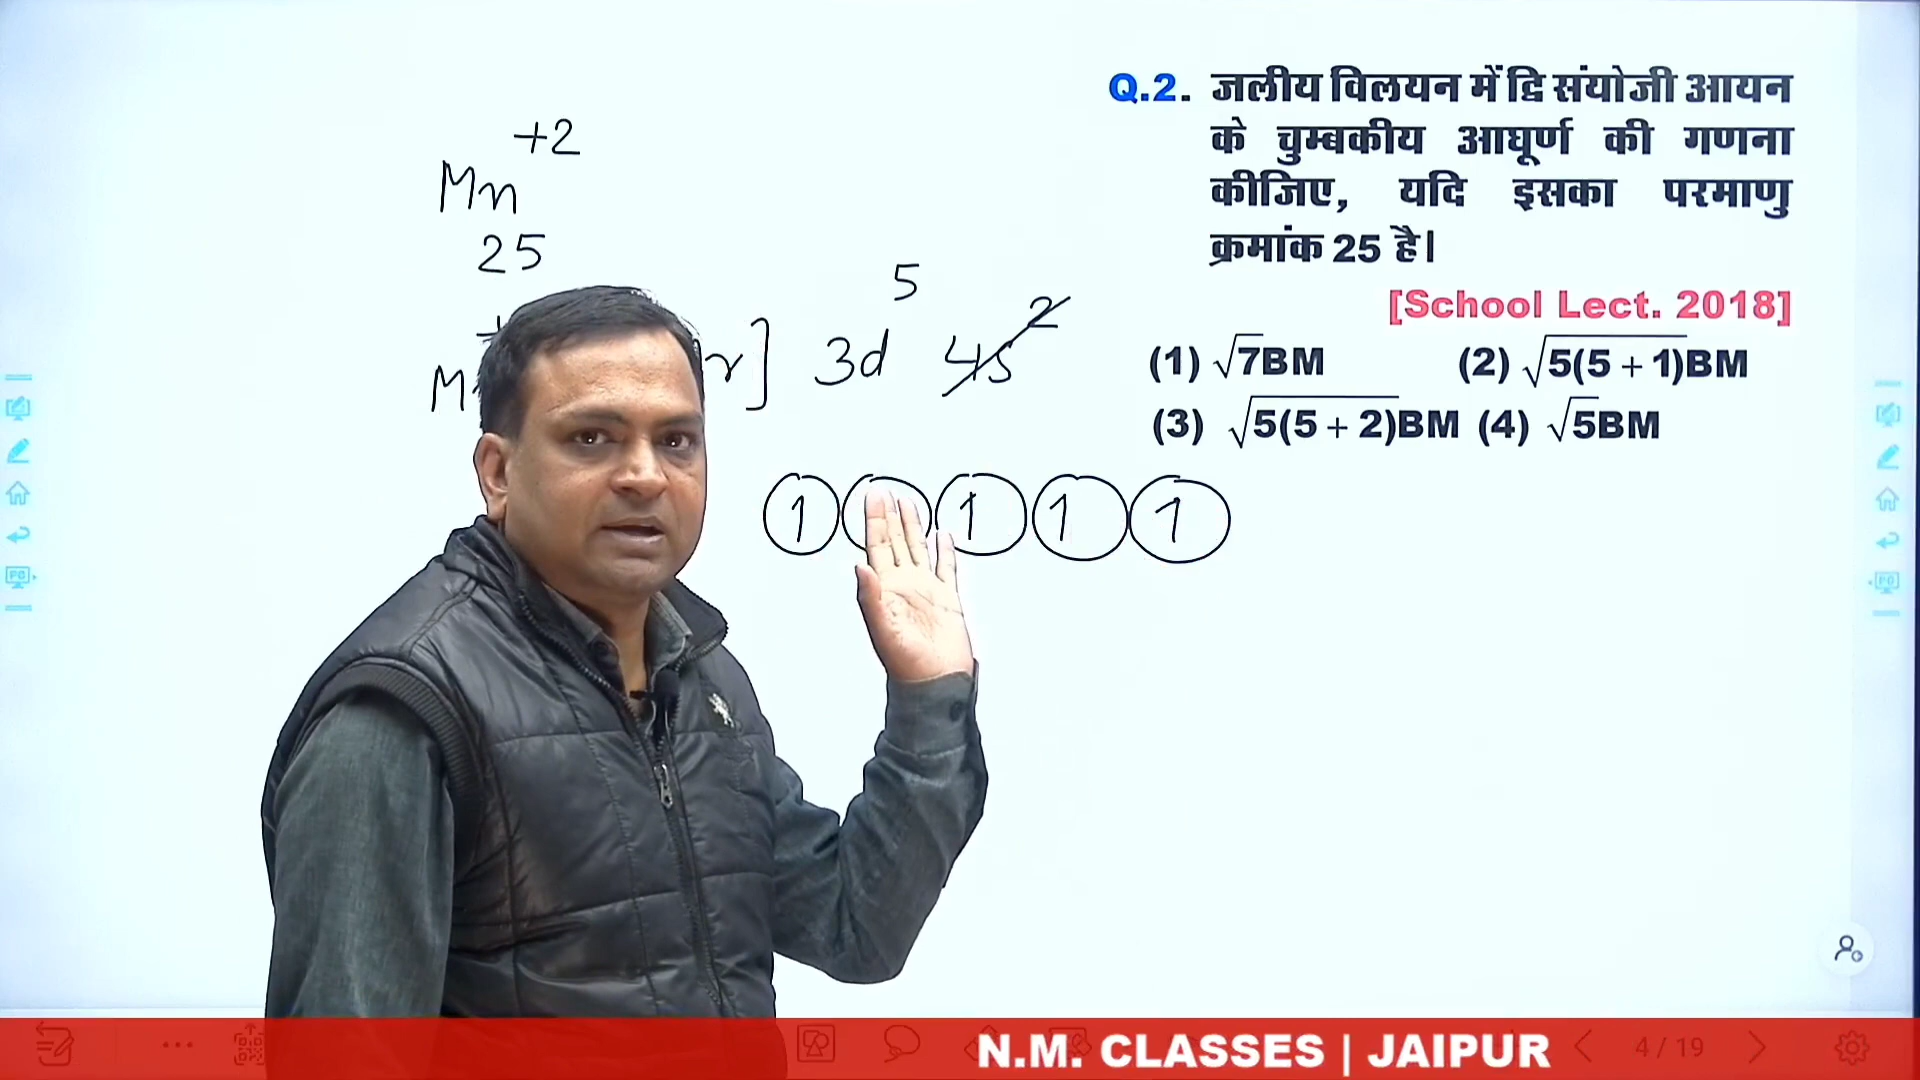 Q.2. जलीय विलयन में द्वि संयोजी आयन
के चुम्बकीय आघूर्ण की गणना
कीजिए, यदि इसका परमाणु
क्रमांक 25 है।
[School Lect. 2018]
(1) √7BM (2) √5(5 + 1)BM
(3) √5(5 + 2)BM (4) √5BM
Mn +2
25
3d 5 4s 2
1 1 1 1
N.M. CLASSES | JAIPUR
4 / 19